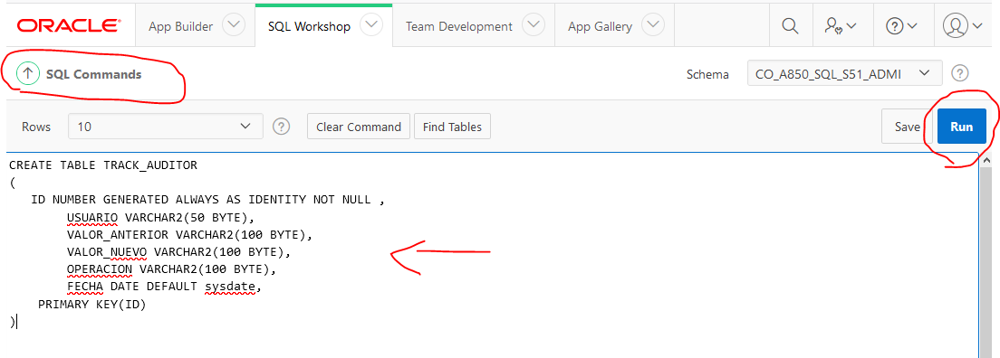 ORACLE App Builder SQL Workshop Team Development App Gallery
SQL Commands Schema CO_A850_SQL_S51_ADMI
Rows 10 Clear Command Find Tables Save Run
CREATE TABLE TRACK_AUDITOR
(
ID NUMBER GENERATED ALWAYS AS IDENTITY NOT NULL ,
USUARIO VARCHAR2(50 BYTE),
VALOR_ANTERIOR VARCHAR2(100 BYTE),
VALOR_NUEVO VARCHAR2(100 BYTE),
OPERACION VARCHAR2(100 BYTE),
FECHA DATE DEFAULT sysdate,
PRIMARY KEY(ID)
)